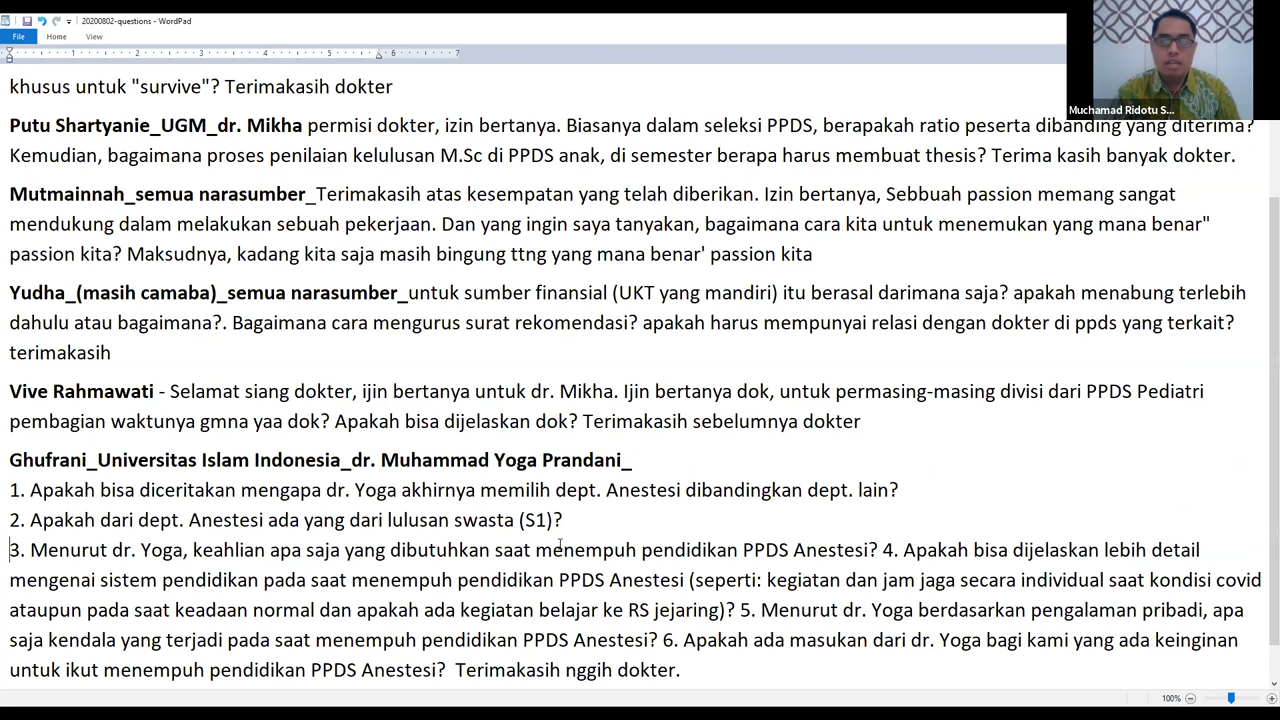 20200802-questions - WordPad
File Home View
1 2 3 4 5 6 7
Muchamad Ridotu S...
khusus untuk "survive"? Terimakasih dokter
Putu Shartyanie_UGM_dr. Mikha permisi dokter, izin bertanya. Biasanya dalam seleksi PPDS, berapakah ratio peserta dibanding yang diterima?
Kemudian, bagaimana proses penilaian kelulusan M.Sc di PPDS anak, di semester berapa harus membuat thesis? Terima kasih banyak dokter.
Mutmainnah_semua narasumber_Terimakasih atas kesempatan yang telah diberikan. Izin bertanya, Sebbuah passion memang sangat
mendukung dalam melakukan sebuah pekerjaan. Dan yang ingin saya tanyakan, bagaimana cara kita untuk menemukan yang mana benar"
passion kita? Maksudnya, kadang kita saja masih bingung ttng yang mana benar' passion kita
Yudha_(masih camaba)_semua narasumber_untuk sumber finansial (UKT yang mandiri) itu berasal darimana saja? apakah menabung terlebih
dahulu atau bagaimana?. Bagaimana cara mengurus surat rekomendasi? apakah harus mempunyai relasi dengan dokter di ppds yang terkait?
terimakasih
Vive Rahmawati - Selamat siang dokter, ijin bertanya untuk dr. Mikha. Ijin bertanya dok, untuk permasing-masing divisi dari PPDS Pediatri
pembagian waktunya gmna yaa dok? Apakah bisa dijelaskan dok? Terimakasih sebelumnya dokter
Ghufrani_Universitas Islam Indonesia_dr. Muhammad Yoga Prandani_
1. Apakah bisa diceritakan mengapa dr. Yoga akhirnya memilih dept. Anestesi dibandingkan dept. lain?
2. Apakah dari dept. Anestesi ada yang dari lulusan swasta (S1)?
3. Menurut dr. Yoga, keahlian apa saja yang dibutuhkan saat menempuh pendidikan PPDS Anestesi? 4. Apakah bisa dijelaskan lebih detail
mengenai sistem pendidikan pada saat menempuh pendidikan PPDS Anestesi (seperti: kegiatan dan jam jaga secara individual saat kondisi covid
ataupun pada saat keadaan normal dan apakah ada kegiatan belajar ke RS jejaring)? 5. Menurut dr. Yoga berdasarkan pengalaman pribadi, apa
saja kendala yang terjadi pada saat menempuh pendidikan PPDS Anestesi? 6. Apakah ada masukan dari dr. Yoga bagi kami yang ada keinginan
untuk ikut menempuh pendidikan PPDS Anestesi? Terimakasih nggih dokter.
100%